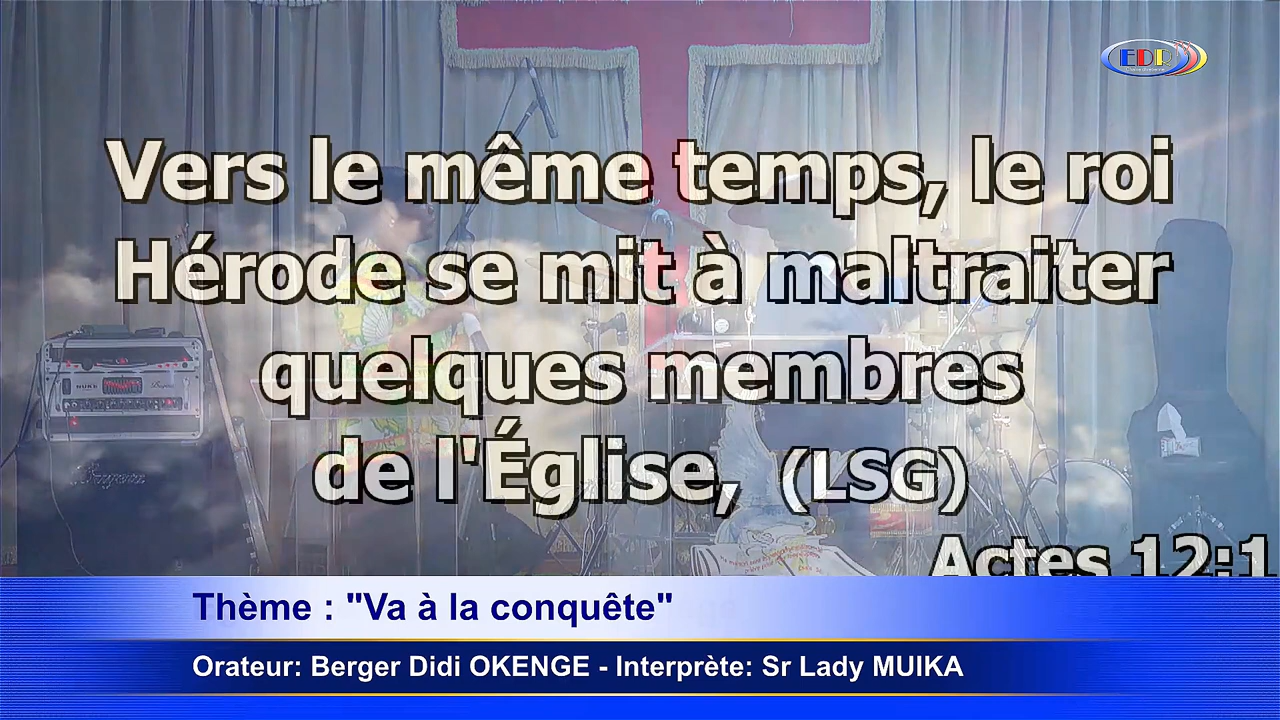 EDR
Vers le même temps, le roi
Hérode se mit à maltraiter
quelques membres
de l'Église, (LSG)
Actes 12:1
Thème : "Va à la conquête"
Orateur: Berger Didi OKENGE - Interprète: Sr Lady MUIKA